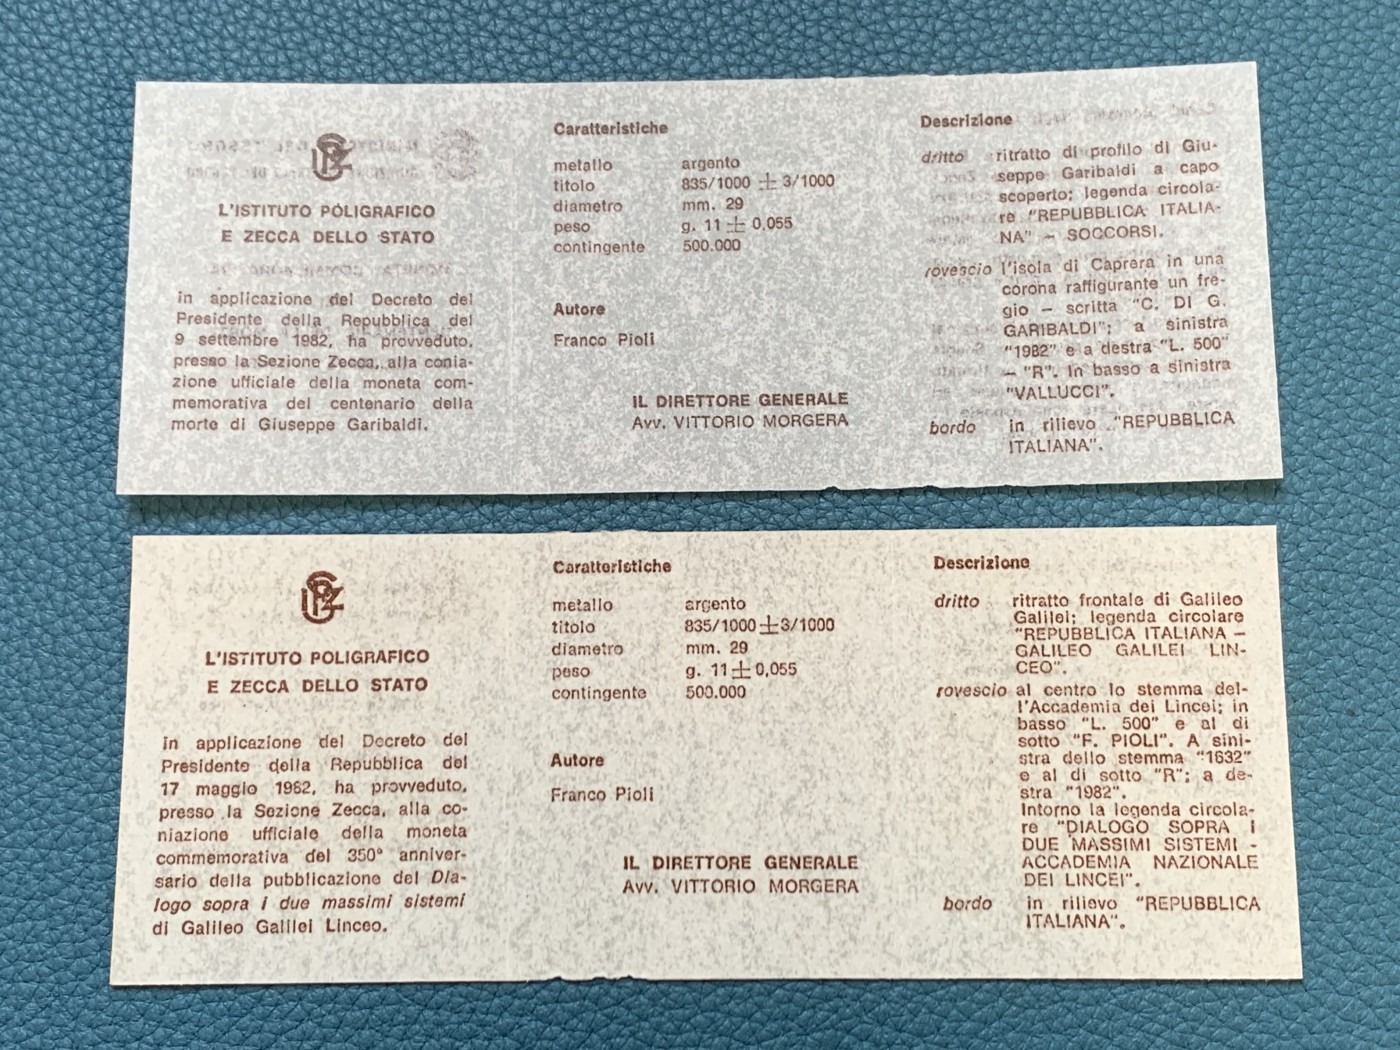 L'ISTITUTO POLIGRAFICO
E ZECCA DELLO STATO
in applicazione del Decreto del
Presidente della Repubblica del
9 settembre 1982, ha provveduto,
presso la Sezione Zecca, alla conia-
zione ufficiale della moneta com-
memorativa del centenario della
morte di Giuseppe Garibaldi.
Caratteristiche
metallo argento
titolo 835/1000 ± 3/1000
diametro mm. 29
peso g. 11 ± 0,055
contingente 500.000
Autore
Franco Pioli
IL DIRETTORE GENERALE
Avv. VITTORIO MORGERA
Descrizione
dritto ritratto di profilo di Giu-
seppe Garibaldi a capo
scoperto; legenda circola-
re "REPUBBLICA ITALIA-
NA" - SOCCORSI.
rovescio l'isola di Caprera in una
corona raffigurante un fre-
gio - scritta "C. DI G.
GARIBALDI"; a sinistra
"1982" e a destra "L. 500"
- "R". In basso a sinistra
"VALLUCCI".
bordo in rilievo "REPUBBLICA
ITALIANA".
L'ISTITUTO POLIGRAFICO
E ZECCA DELLO STATO
in applicazione del Decreto del
Presidente della Repubblica del
17 maggio 1982, ha provveduto,
presso la Sezione Zecca, alla co-
niazione ufficiale della moneta
commemorativa del 350° anniver-
sario della pubblicazione del Dia-
logo sopra i due massimi sistemi
di Galileo Galilei Linceo.
Caratteristiche
metallo argento
titolo 835/1000 ± 3/1000
diametro mm. 29
peso g. 11 ± 0,055
contingente 500.000
Autore
Franco Pioli
IL DIRETTORE GENERALE
Avv. VITTORIO MORGERA
Descrizione
dritto ritratto frontale di Galileo
Galilei; legenda circolare
"REPUBBLICA ITALIANA -
GALILEO GALILEI LIN-
CEO".
rovescio al centro lo stemma del-
l'Accademia dei Lincei; in
basso "L. 500" e al di
sotto "F. PIOLI". A sini-
stra dello stemma "1632"
e al di sotto "R"; a de-
stra "1982".
Intorno la legenda circola-
re "DIALOGO SOPRA I
DUE MASSIMI SISTEMI -
ACCADEMIA NAZIONALE
DEI LINCEI".
bordo in rilievo "REPUBBLICA
ITALIANA".